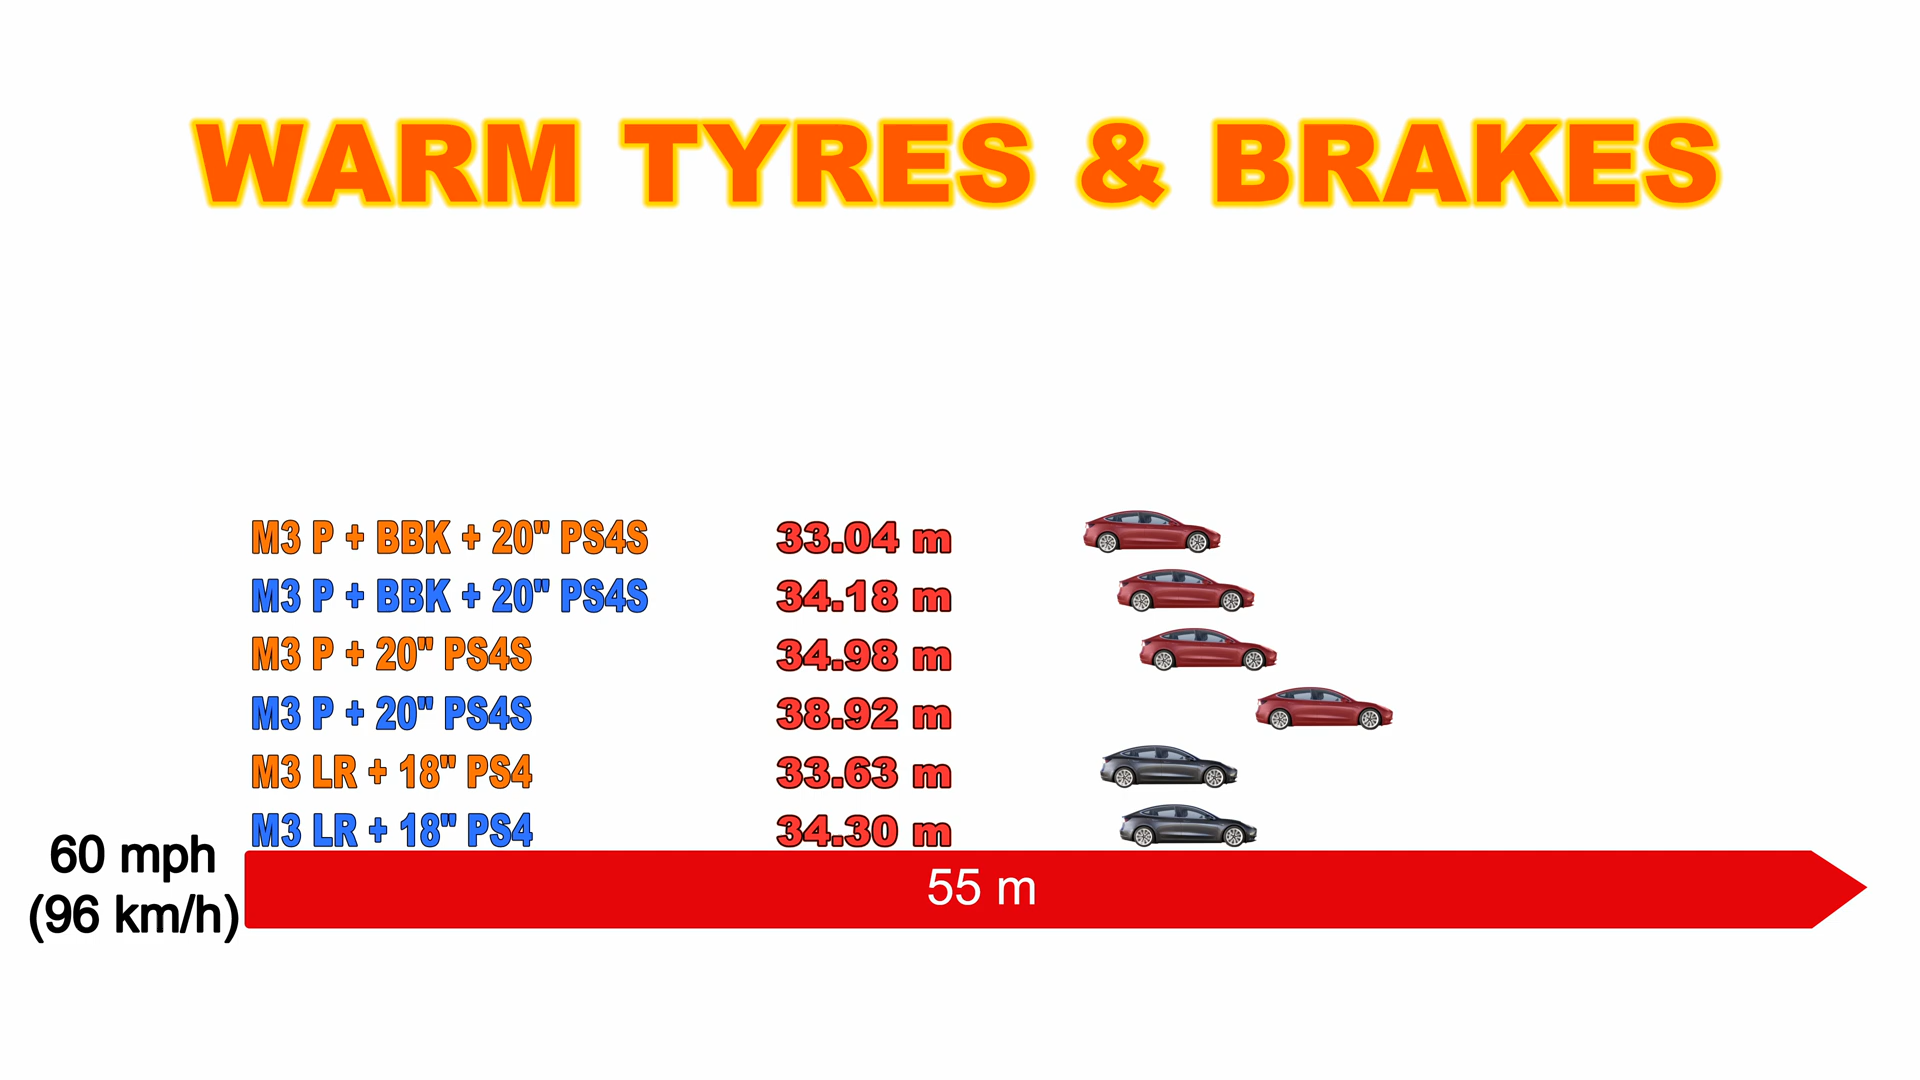 WARM TYRES & BRAKES
M3 P + BBK + 20" PS4S 33.04 m
M3 P + BBK + 20" PS4S 34.18 m
M3 P + 20" PS4S 34.98 m
M3 P + 20" PS4S 38.92 m
M3 LR + 18" PS4 33.63 m
M3 LR + 18" PS4 34.30 m
60 mph
(96 km/h)
55 m